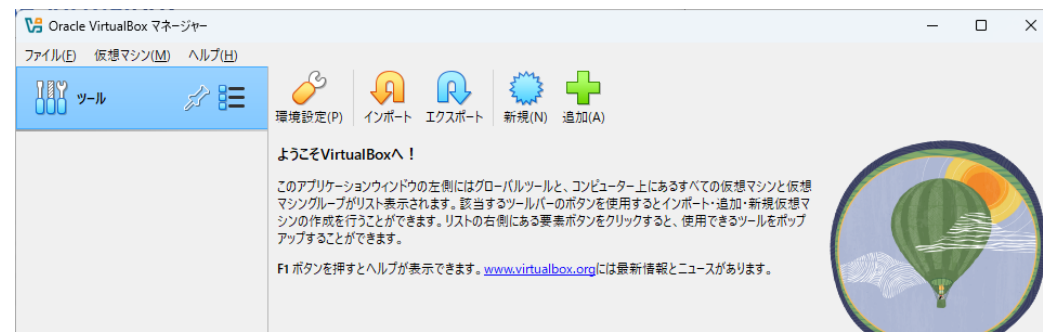 Oracle VirtualBox マネージャー
ファイル(F) 仮想マシン(M) ヘルプ(H)
ツール
環境設定(P) インポート エクスポート 新規(N) 追加(A)
ようこそVirtualBoxへ！
このアプリケーションウィンドウの左側にはグローバルツールと、コンピューター上にあるすべての仮想マシンと仮想
マシングループがリスト表示されます。該当するツールバーのボタンを使用するとインポート・追加・新規仮想マ
シンの作成を行うことができます。リストの右側にある要素ボタンをクリックすると、使用できるツールをポップ
アップすることができます。
F1 ボタンを押すとヘルプが表示できます。www.virtualbox.orgには最新情報とニュースがあります。